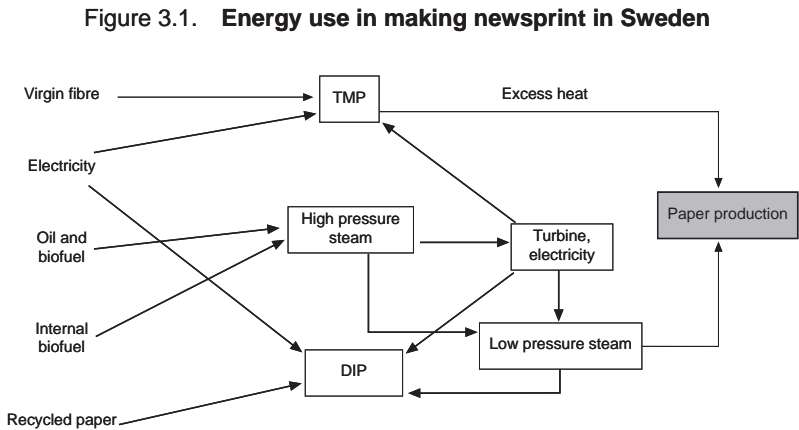 Figure 3.1. Energy use in making newsprint in Sweden
Virgin fibre
TMP
Excess heat
Electricity
Paper production
High pressure
steam
Oil and
biofuel
Turbine,
electricity
Internal
biofuel
Low pressure steam
DIP
Recycled paper